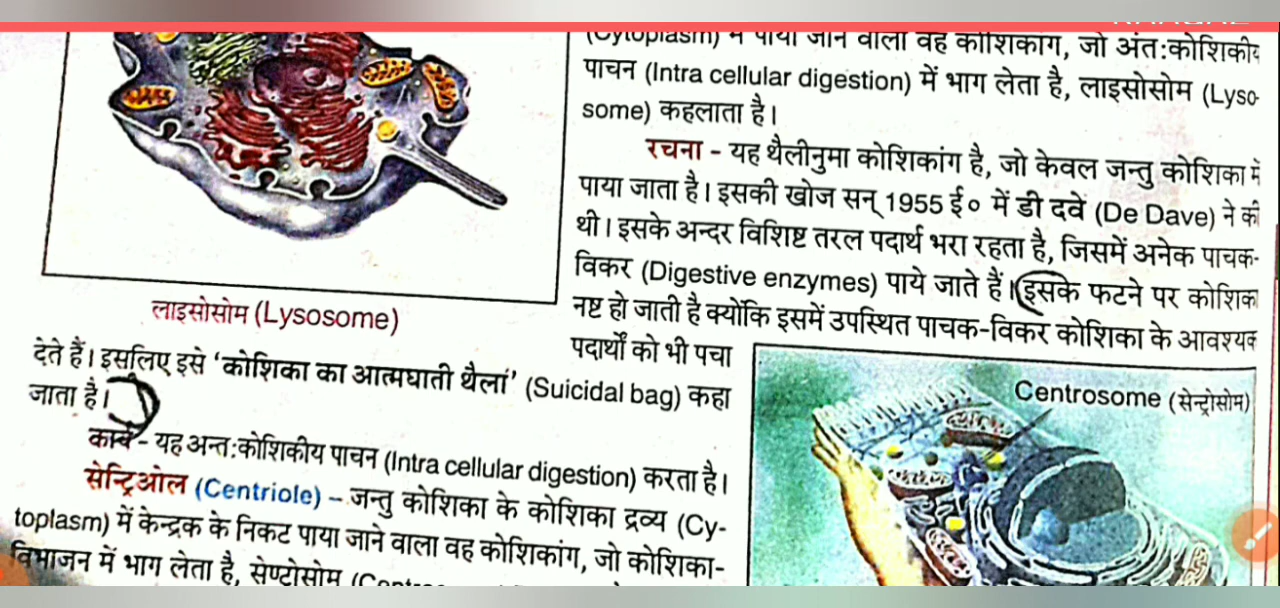 (Cytoplasm) में पाया जाने वाला वह कोशिकांग, जो अंत:कोशिकीय
पाचन (Intra cellular digestion) में भाग लेता है, लाइसोसोम (Lyso-
some) कहलाता है।
रचना - यह थैलीनुमा कोशिकांग है, जो केवल जन्तु कोशिका में
पाया जाता है। इसकी खोज सन् 1955 ई० में डी दवे (De Dave) ने की
थी। इसके अन्दर विशिष्ट तरल पदार्थ भरा रहता है, जिसमें अनेक पाचक-
विकर (Digestive enzymes) पाये जाते हैं। इसके फटने पर कोशिका
नष्ट हो जाती है क्योंकि इसमें उपस्थित पाचक-विकर कोशिका के आवश्यक
पदार्थों को भी पचा
लाइसोसोम (Lysosome)
देते हैं। इसलिए इसे ‘कोशिका का आत्मघाती थैला’ (Suicidal bag) कहा
जाता है।
कार्य - यह अन्त:कोशिकीय पाचन (Intra cellular digestion) करता है।
सेन्ट्रिओल (Centriole) – जन्तु कोशिका के कोशिका द्रव्य (Cy-
toplasm) में केन्द्रक के निकट पाया जाने वाला वह कोशिकांग, जो कोशिका-
विभाजन में भाग लेता है, सेण्ट्रोसोम
Centrosome (सेन्ट्रोसोम)